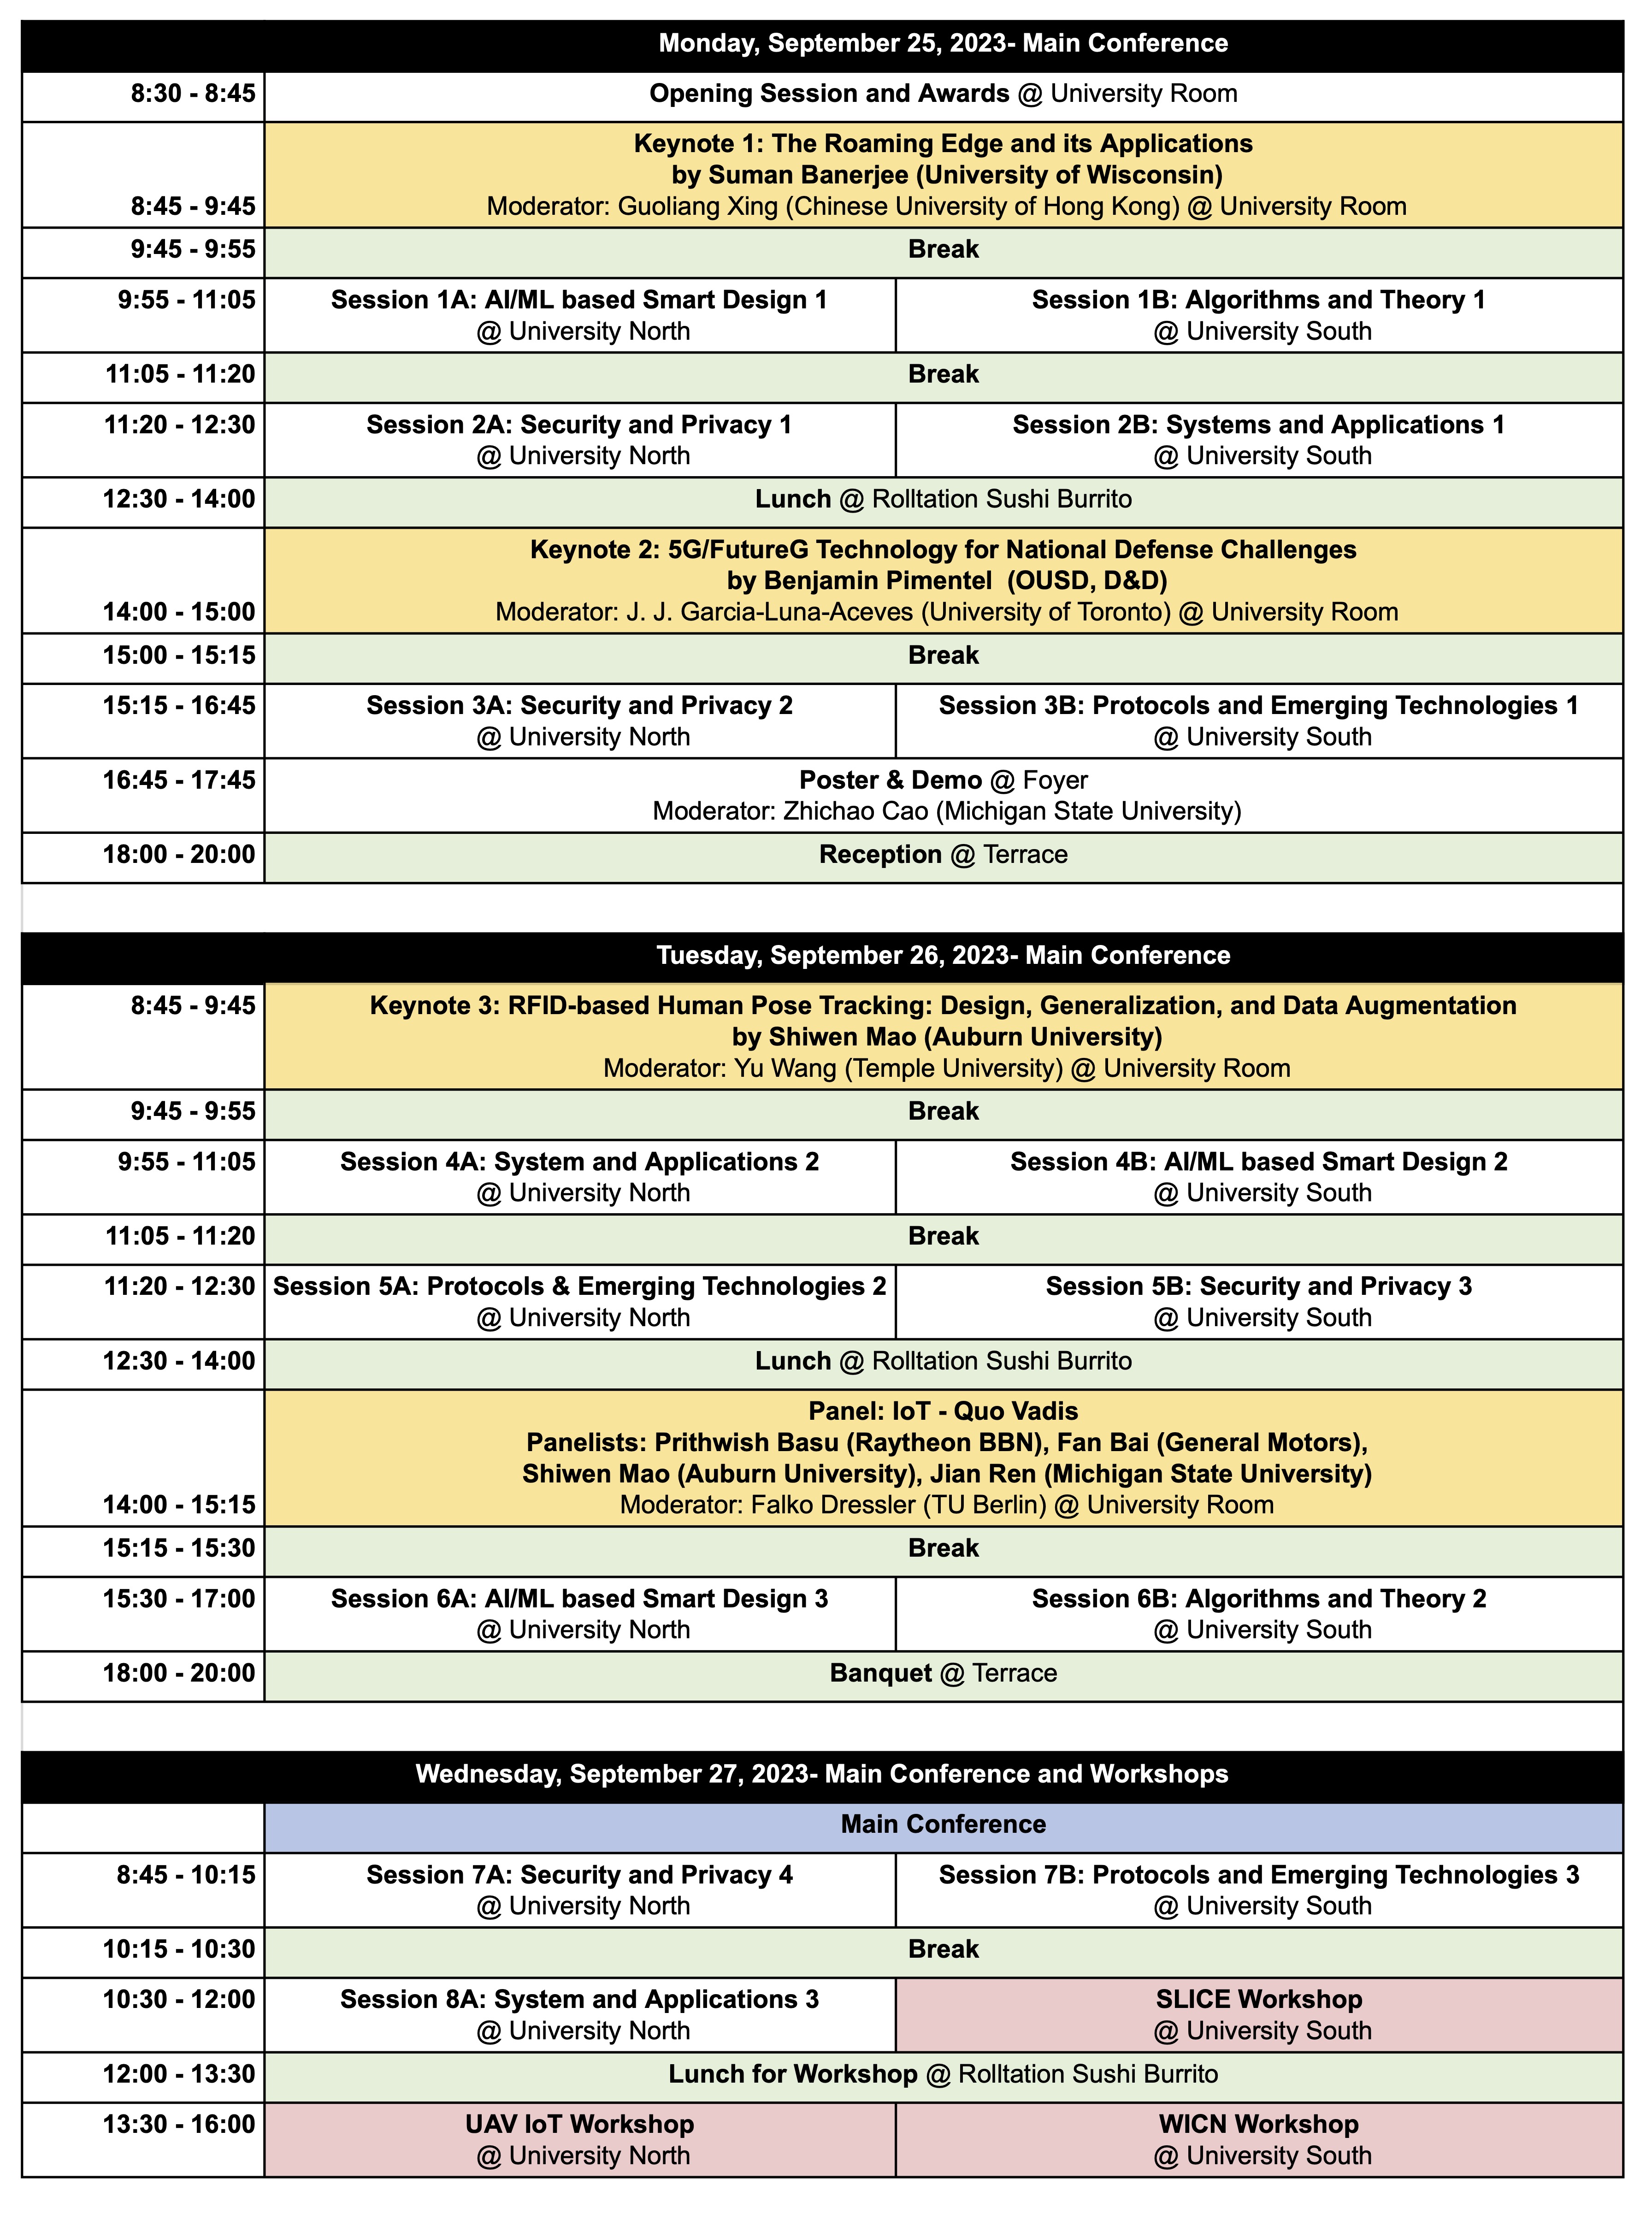 Monday, September 25, 2023- Main Conference
8:30 - 8:45
Opening Session and Awards @ University Room
Keynote 1: The Roaming Edge and its Applications
by Suman Banerjee (University of Wisconsin)
8:45 - 9:45
Moderator: Guoliang Xing (Chinese University of Hong Kong) @ University Room
9:45 - 9:55
Break
9:55 - 11:05
Session 1A: AI/ML based Smart Design 1
@ University North
Session 1B: Algorithms and Theory 1
@ University South
11:05 - 11:20
Break
11:20 - 12:30
Session 2A: Security and Privacy 1
@ University North
Session 2B: Systems and Applications 1
@ University South
12:30 - 14:00
Lunch @ Rolltation Sushi Burrito
Keynote 2: 5G/FutureG Technology for National Defense Challenges
by Benjamin Pimentel  (OUSD, D&D)
14:00 - 15:00
Moderator: J. J. Garcia-Luna-Aceves (University of Toronto) @ University Room
15:00 - 15:15
Break
15:15 - 16:45
Session 3A: Security and Privacy 2
@ University North
Session 3B: Protocols and Emerging Technologies 1
@ University South
16:45 - 17:45
Poster & Demo @ Foyer
Moderator: Zhichao Cao (Michigan State University)
18:00 - 20:00
Reception @ Terrace
Tuesday, September 26, 2023- Main Conference
8:45 - 9:45
Keynote 3: RFID-based Human Pose Tracking: Design, Generalization, and Data Augmentation
by Shiwen Mao (Auburn University)
Moderator: Yu Wang (Temple University) @ University Room
9:45 - 9:55
Break
9:55 - 11:05
Session 4A: System and Applications 2
@ University North
Session 4B: AI/ML based Smart Design 2
@ University South
11:05 - 11:20
Break
11:20 - 12:30
Session 5A: Protocols & Emerging Technologies 2
@ University North
Session 5B: Security and Privacy 3
@ University South
12:30 - 14:00
Lunch @ Rolltation Sushi Burrito
Panel: IoT - Quo Vadis
Panelists: Prithwish Basu (Raytheon BBN), Fan Bai (General Motors),
Shiwen Mao (Auburn University), Jian Ren (Michigan State University)
14:00 - 15:15
Moderator: Falko Dressler (TU Berlin) @ University Room
15:15 - 15:30
Break
15:30 - 17:00
Session 6A: AI/ML based Smart Design 3
@ University North
Session 6B: Algorithms and Theory 2
@ University South
18:00 - 20:00
Banquet @ Terrace
Wednesday, September 27, 2023- Main Conference and Workshops
Main Conference
8:45 - 10:15
Session 7A: Security and Privacy 4
@ University North
Session 7B: Protocols and Emerging Technologies 3
@ University South
10:15 - 10:30
Break
10:30 - 12:00
Session 8A: System and Applications 3
@ University North
SLICE Workshop
@ University South
12:00 - 13:30
Lunch for Workshop @ Rolltation Sushi Burrito
13:30 - 16:00
UAV IoT Workshop
@ University North
WICN Workshop
@ University South